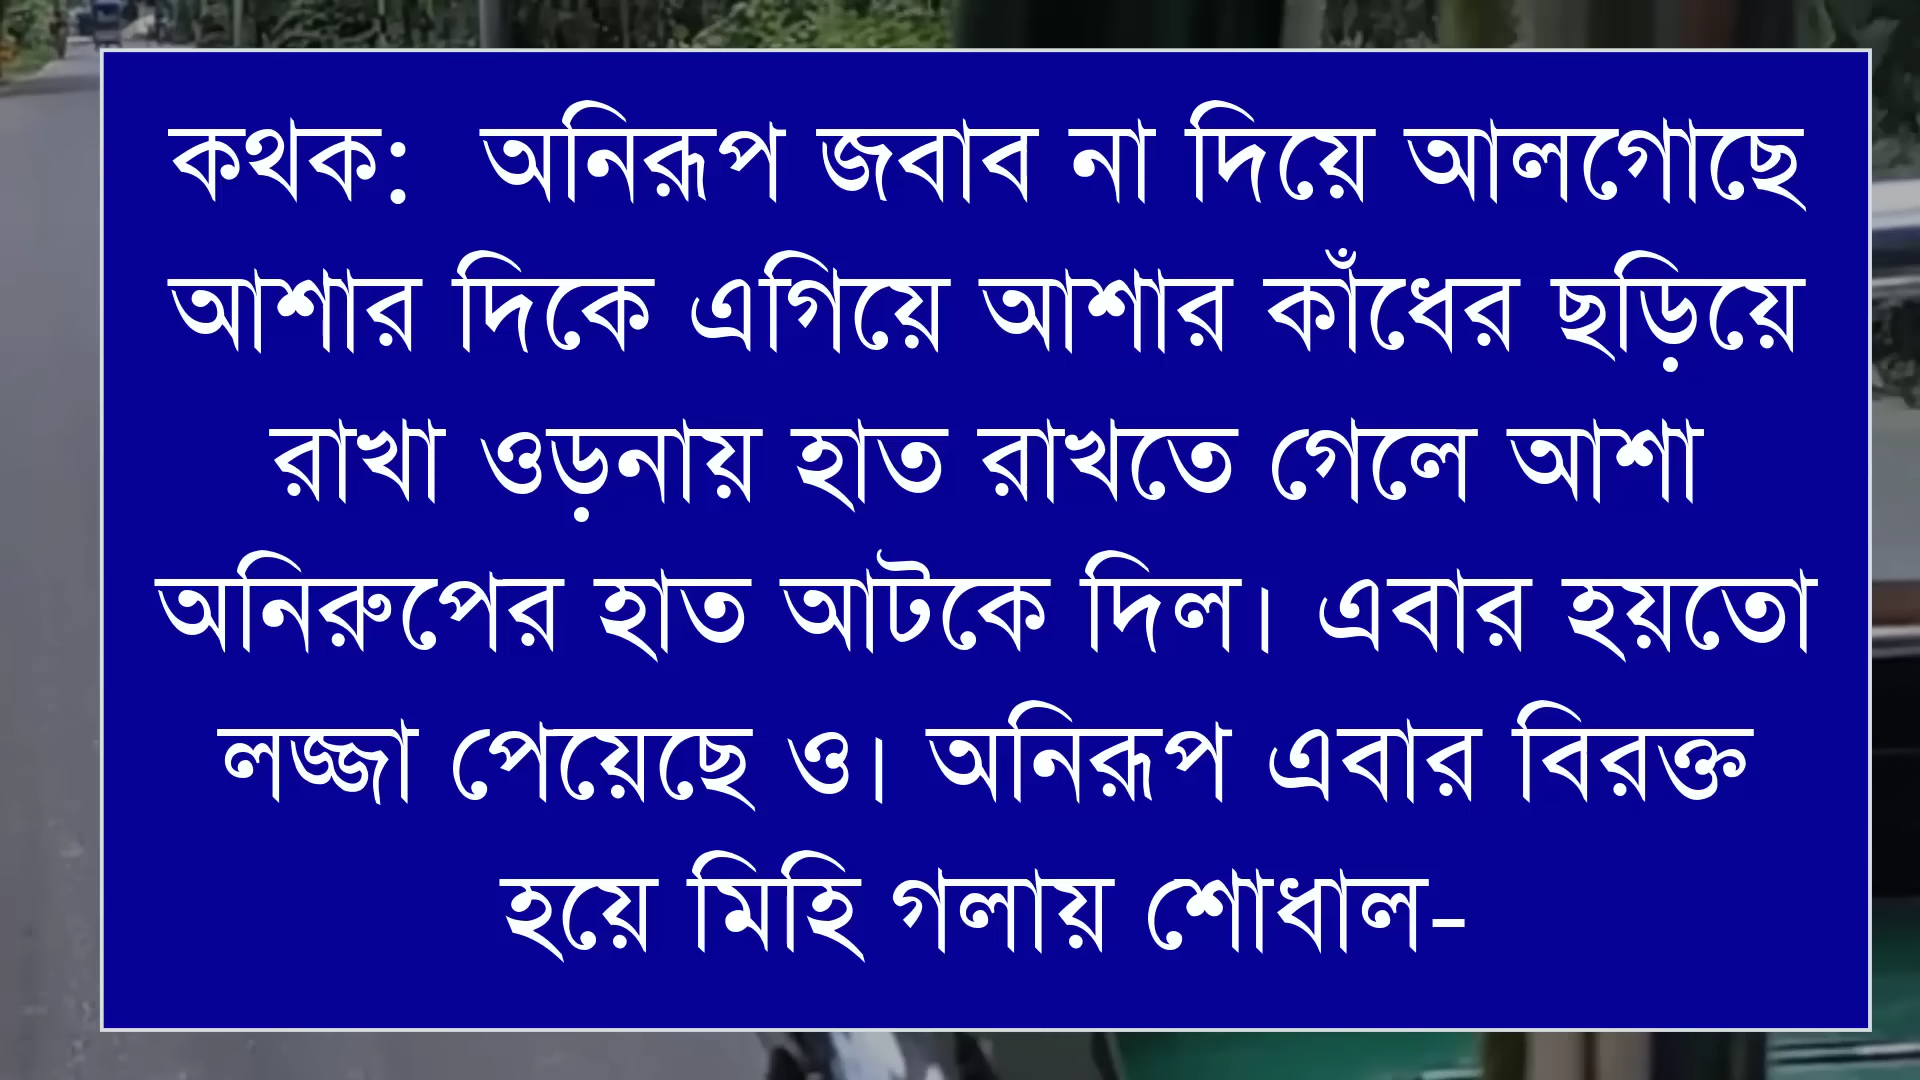 কথক:  অনিরূপ জবাব না দিয়ে আলগোছে
আশার দিকে এগিয়ে আশার কাঁধের ছড়িয়ে
রাখা ওড়নায় হাত রাখতে গেলে আশা
অনিরুপের হাত আটকে দিল। এবার হয়তো
লজ্জা পেয়েছে ও। অনিরূপ এবার বিরক্ত
হয়ে মিহি গলায় শোধাল-